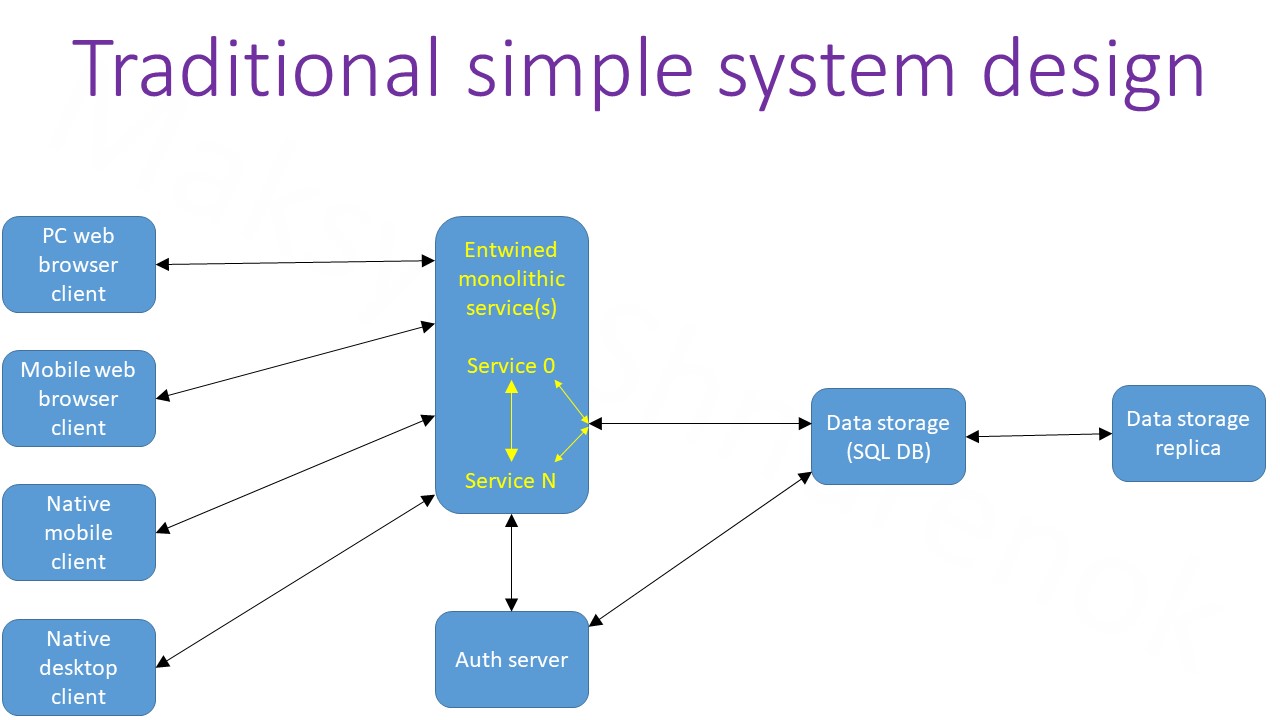 Traditional simple system design
PC web
browser
client
Mobile web
browser
client
Native
mobile
client
Native
desktop
client
Entwined
monolithic
service(s)
Service 0
Service N
Auth server
Data storage
(SQL DB)
Data storage
replica